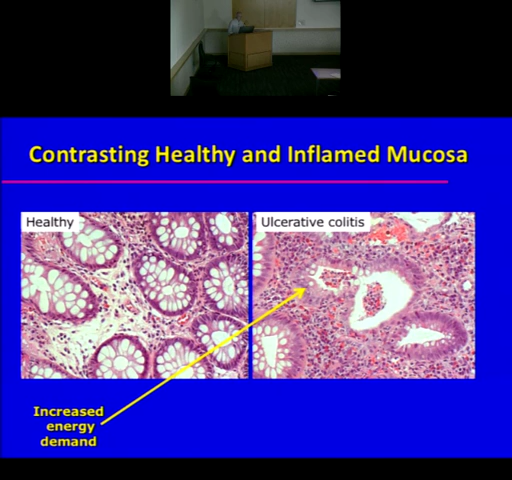 Contrasting Healthy and Inflamed Mucosa
Healthy
Ulcerative colitis
Increased
energy
demand